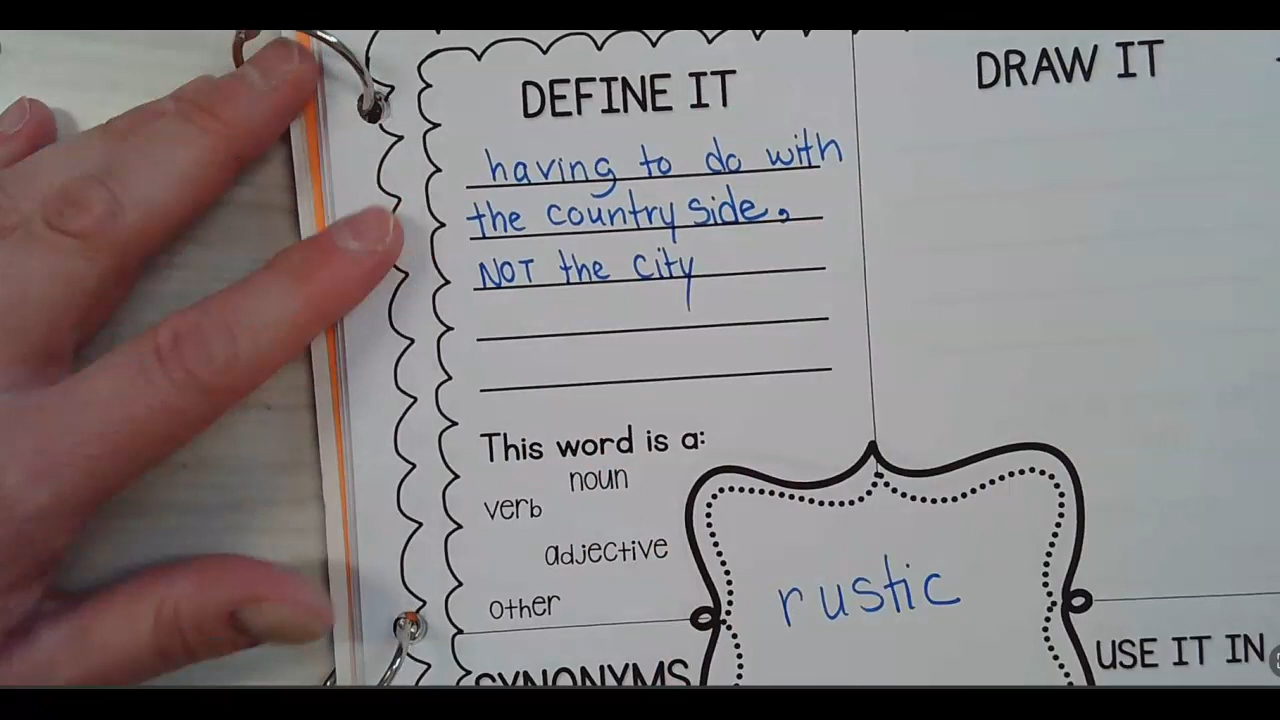 DEFINE IT
having to do with
the country side,
NOT the city
This word is a:
noun
verb
adjective
other
DRAW IT
rustic
SYNONYMS
USE IT IN